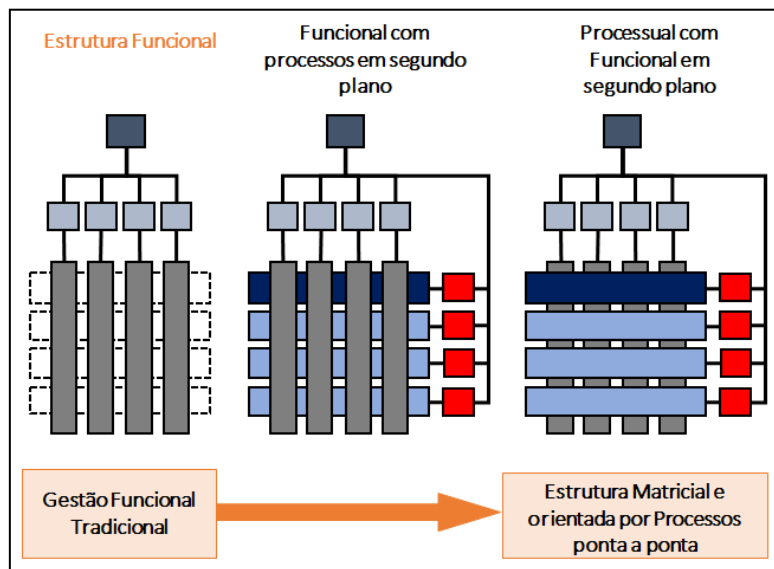 Estrutura Funcional
Funcional com
processos em segundo
plano
Processual com
Funcional em
segundo plano
Gestão Funcional
Tradicional
Estrutura Matricial e
orientada por Processos
ponta a ponta